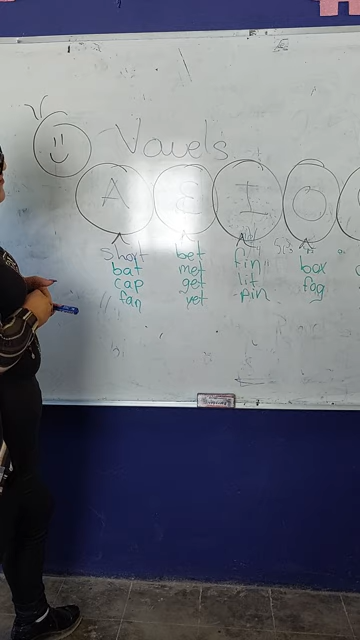 Vowels
A E I O
short bet
bat met fin box
cap get lit fog
fan yet pin